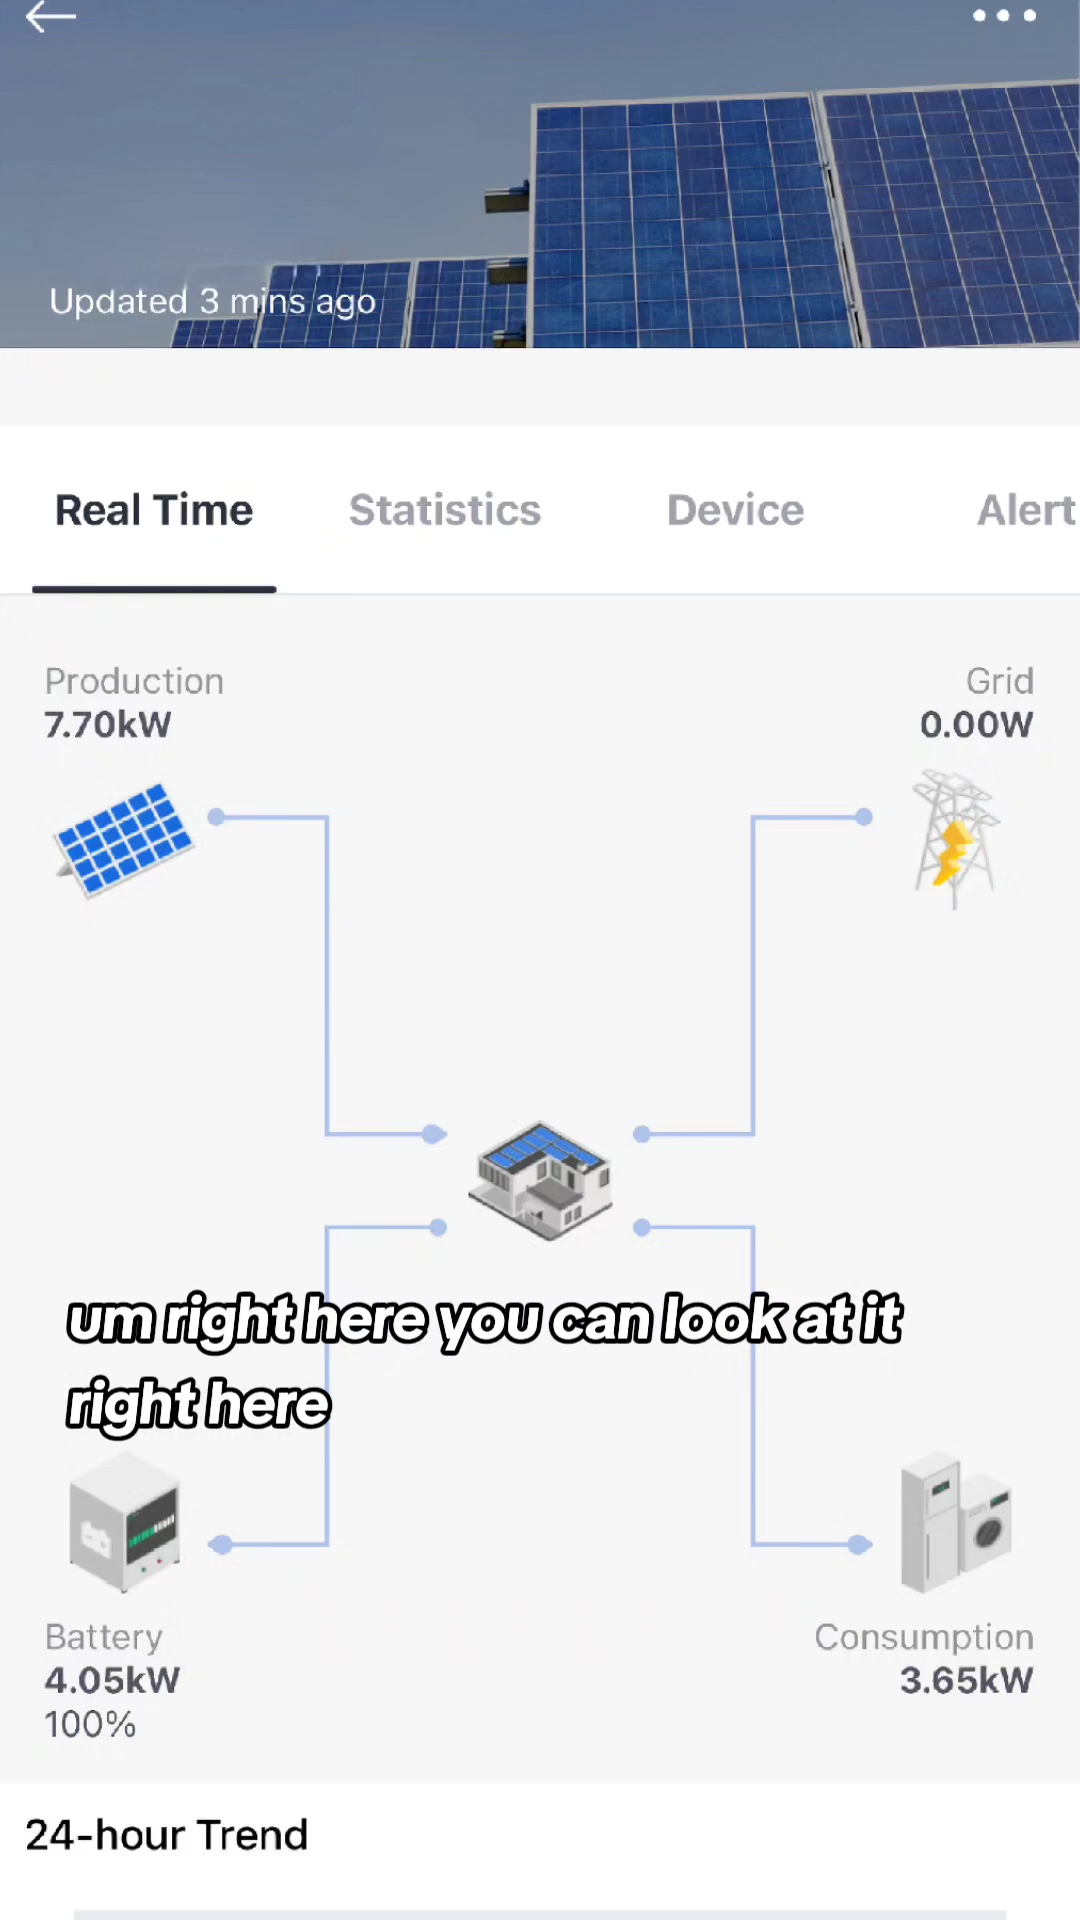 Updated 3 mins ago
Real Time Statistics Device Alert
Production Grid
7.70kW 0.00W
um right here you can look at it
right here
Battery Consumption
4.05kW 3.65kW
100%
24-hour Trend